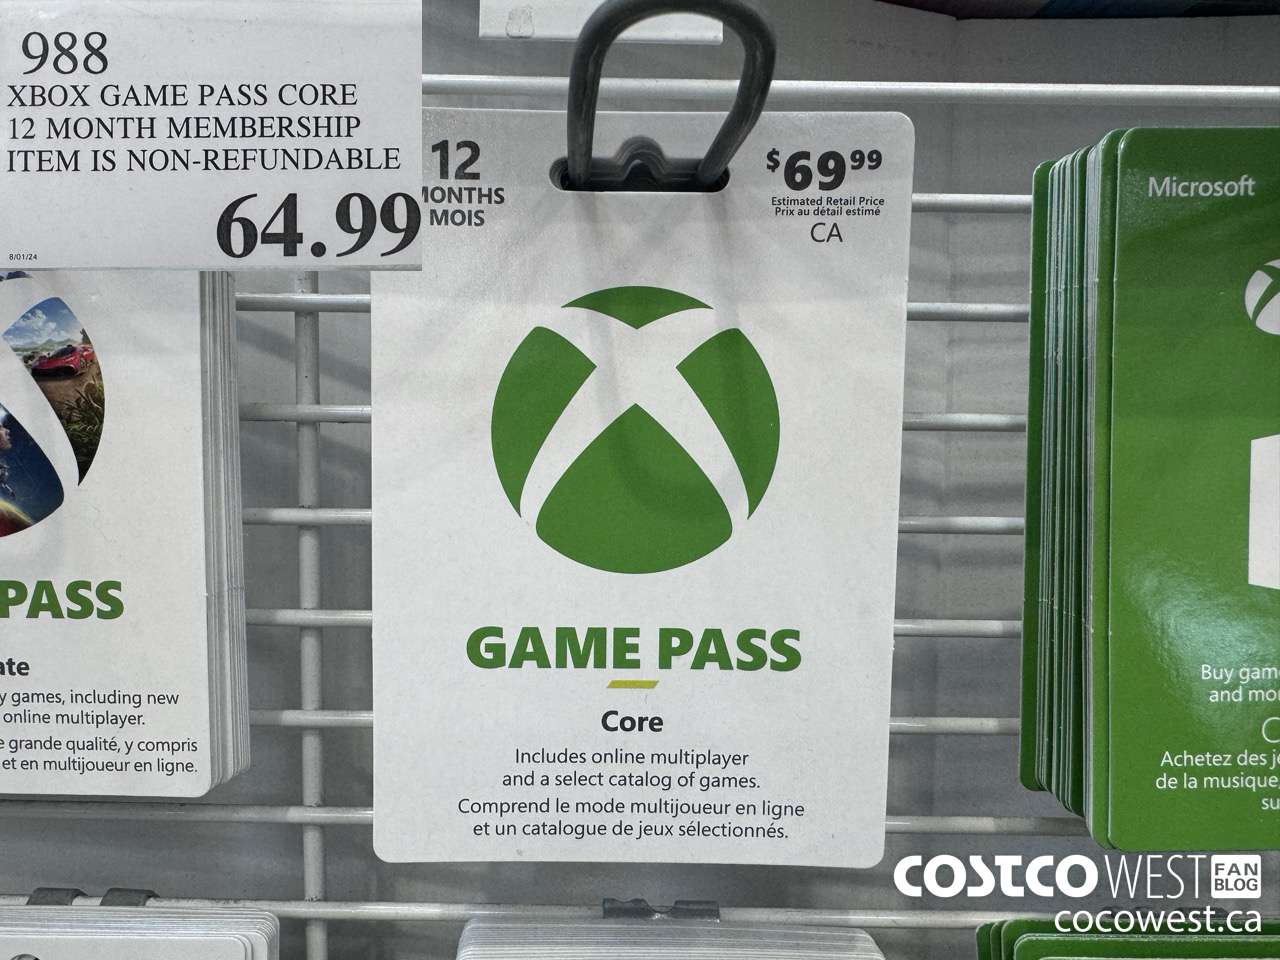 988
XBOX GAME PASS CORE
12 MONTH MEMBERSHIP
ITEM IS NON-REFUNDABLE
64.99
8/01/24
12
MONTHS
MOIS
$69.99
Estimated Retail Price
Prix au détail estimé
CA
GAME PASS
Core
Includes online multiplayer
and a select catalog of games.
Comprend le mode multijoueur en ligne
et un catalogue de jeux sélectionnés.
PASS
games, including new
online multiplayer.
grande qualité, y compris
et en multijoueur en ligne.
Microsoft
Buy
and
Achetez des
de la musique,
COSTCO WEST FAN BLOG
cocowest.ca